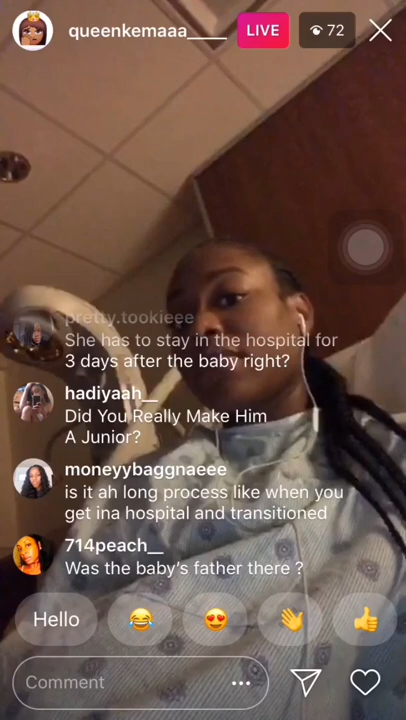 queenkemaaa____
LIVE
72
pretty.tookieee
She has to stay in the hospital for
3 days after the baby right?
hadiyaah__
Did You Really Make Him
A Junior?
moneyybaggnaeee
is it ah long process like when you
get ina hospital and transitioned
714peach__
Was the baby's father there ?
Hello
Comment